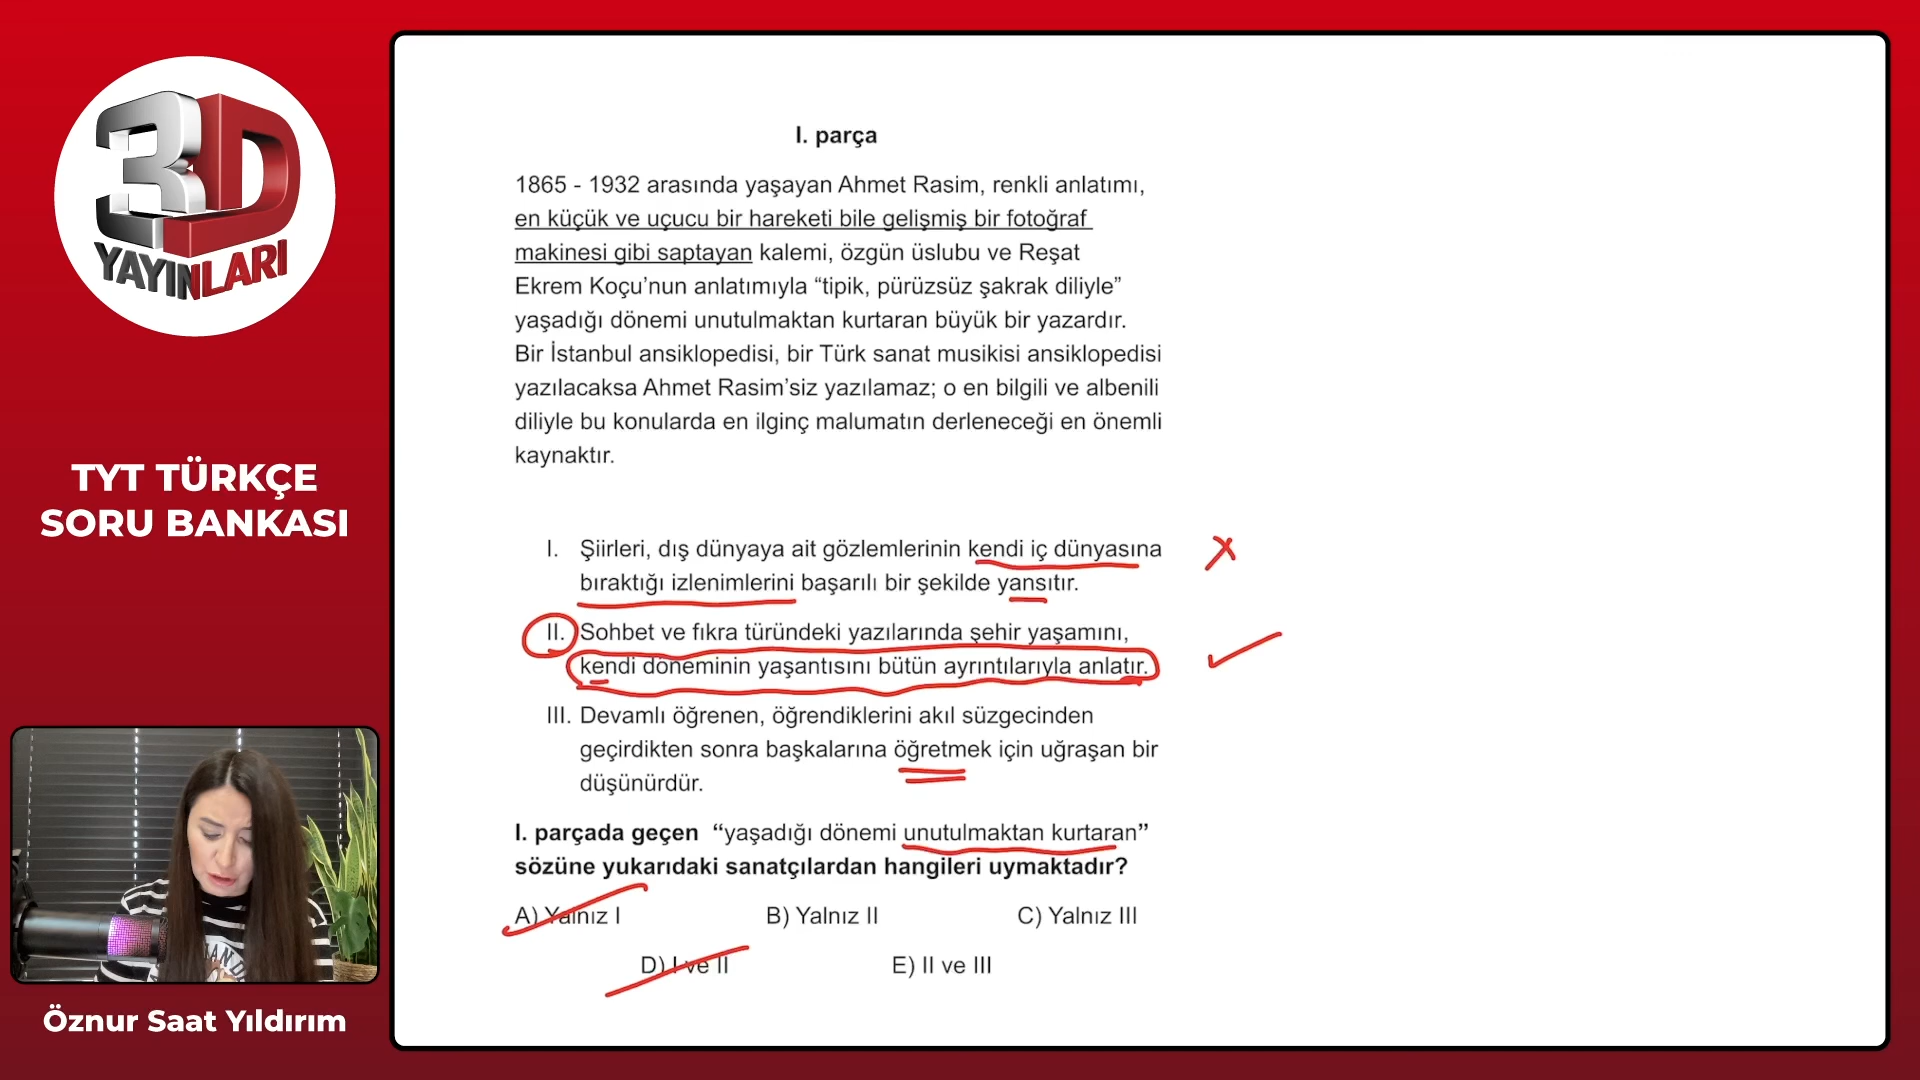 3D
YAYINLARI
TYT TÜRKÇE
SORU BANKASI
Öznur Saat Yıldırım
I. parça
1865 - 1932 arasında yaşayan Ahmet Rasim, renkli anlatımı,
en küçük ve uçucu bir hareketi bile gelişmiş bir fotoğraf
makinesi gibi saptayan kalemi, özgün üslubu ve Reşat
Ekrem Koçu’nun anlatımıyla “tipik, pürüzsüz şakrak diliyle”
yaşadığı dönemi unutulmaktan kurtaran büyük bir yazardır.
Bir İstanbul ansiklopedisi, bir Türk sanat musikisi ansiklopedisi
yazılacaksa Ahmet Rasim’siz yazılamaz; o en bilgili ve albenili
diliyle bu konularda en ilginç malumatın derleneceği en önemli
kaynaktır.
I. Şiirleri, dış dünyaya ait gözlemlerinin kendi iç dünyasına
bıraktığı izlenimlerini başarılı bir şekilde yansıtır.
II. Sohbet ve fıkra türündeki yazılarında şehir yaşamını,
kendi döneminin yaşantısını bütün ayrıntılarıyla anlatır.
III. Devamlı öğrenen, öğrendiklerini akıl süzgecinden
geçirdikten sonra başkalarına öğretmek için uğraşan bir
düşünürdür.
I. parçada geçen “yaşadığı dönemi unutulmaktan kurtaran”
sözüne yukarıdaki sanatçılardan hangileri uymaktadır?
A) Yalnız I B) Yalnız II C) Yalnız III
D) I ve II E) II ve III